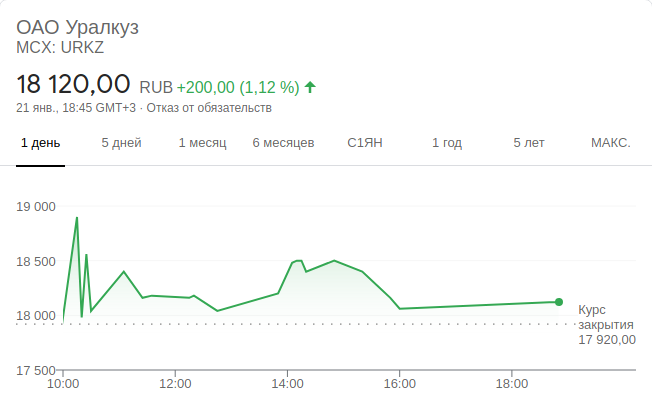 ОАО Уралкуз
MCX: URKZ
18 120,00 RUB +200,00 (1,12 %)
21 янв., 18:45 GMT+3 · Отказ от обязательств
1 день 5 дней 1 месяц 6 месяцев С1ЯН 1 год 5 лет МАКС.
19 000
18 500
18 000
17 500
Курс
закрытия
17 920,00
10:00 12:00 14:00 16:00 18:00